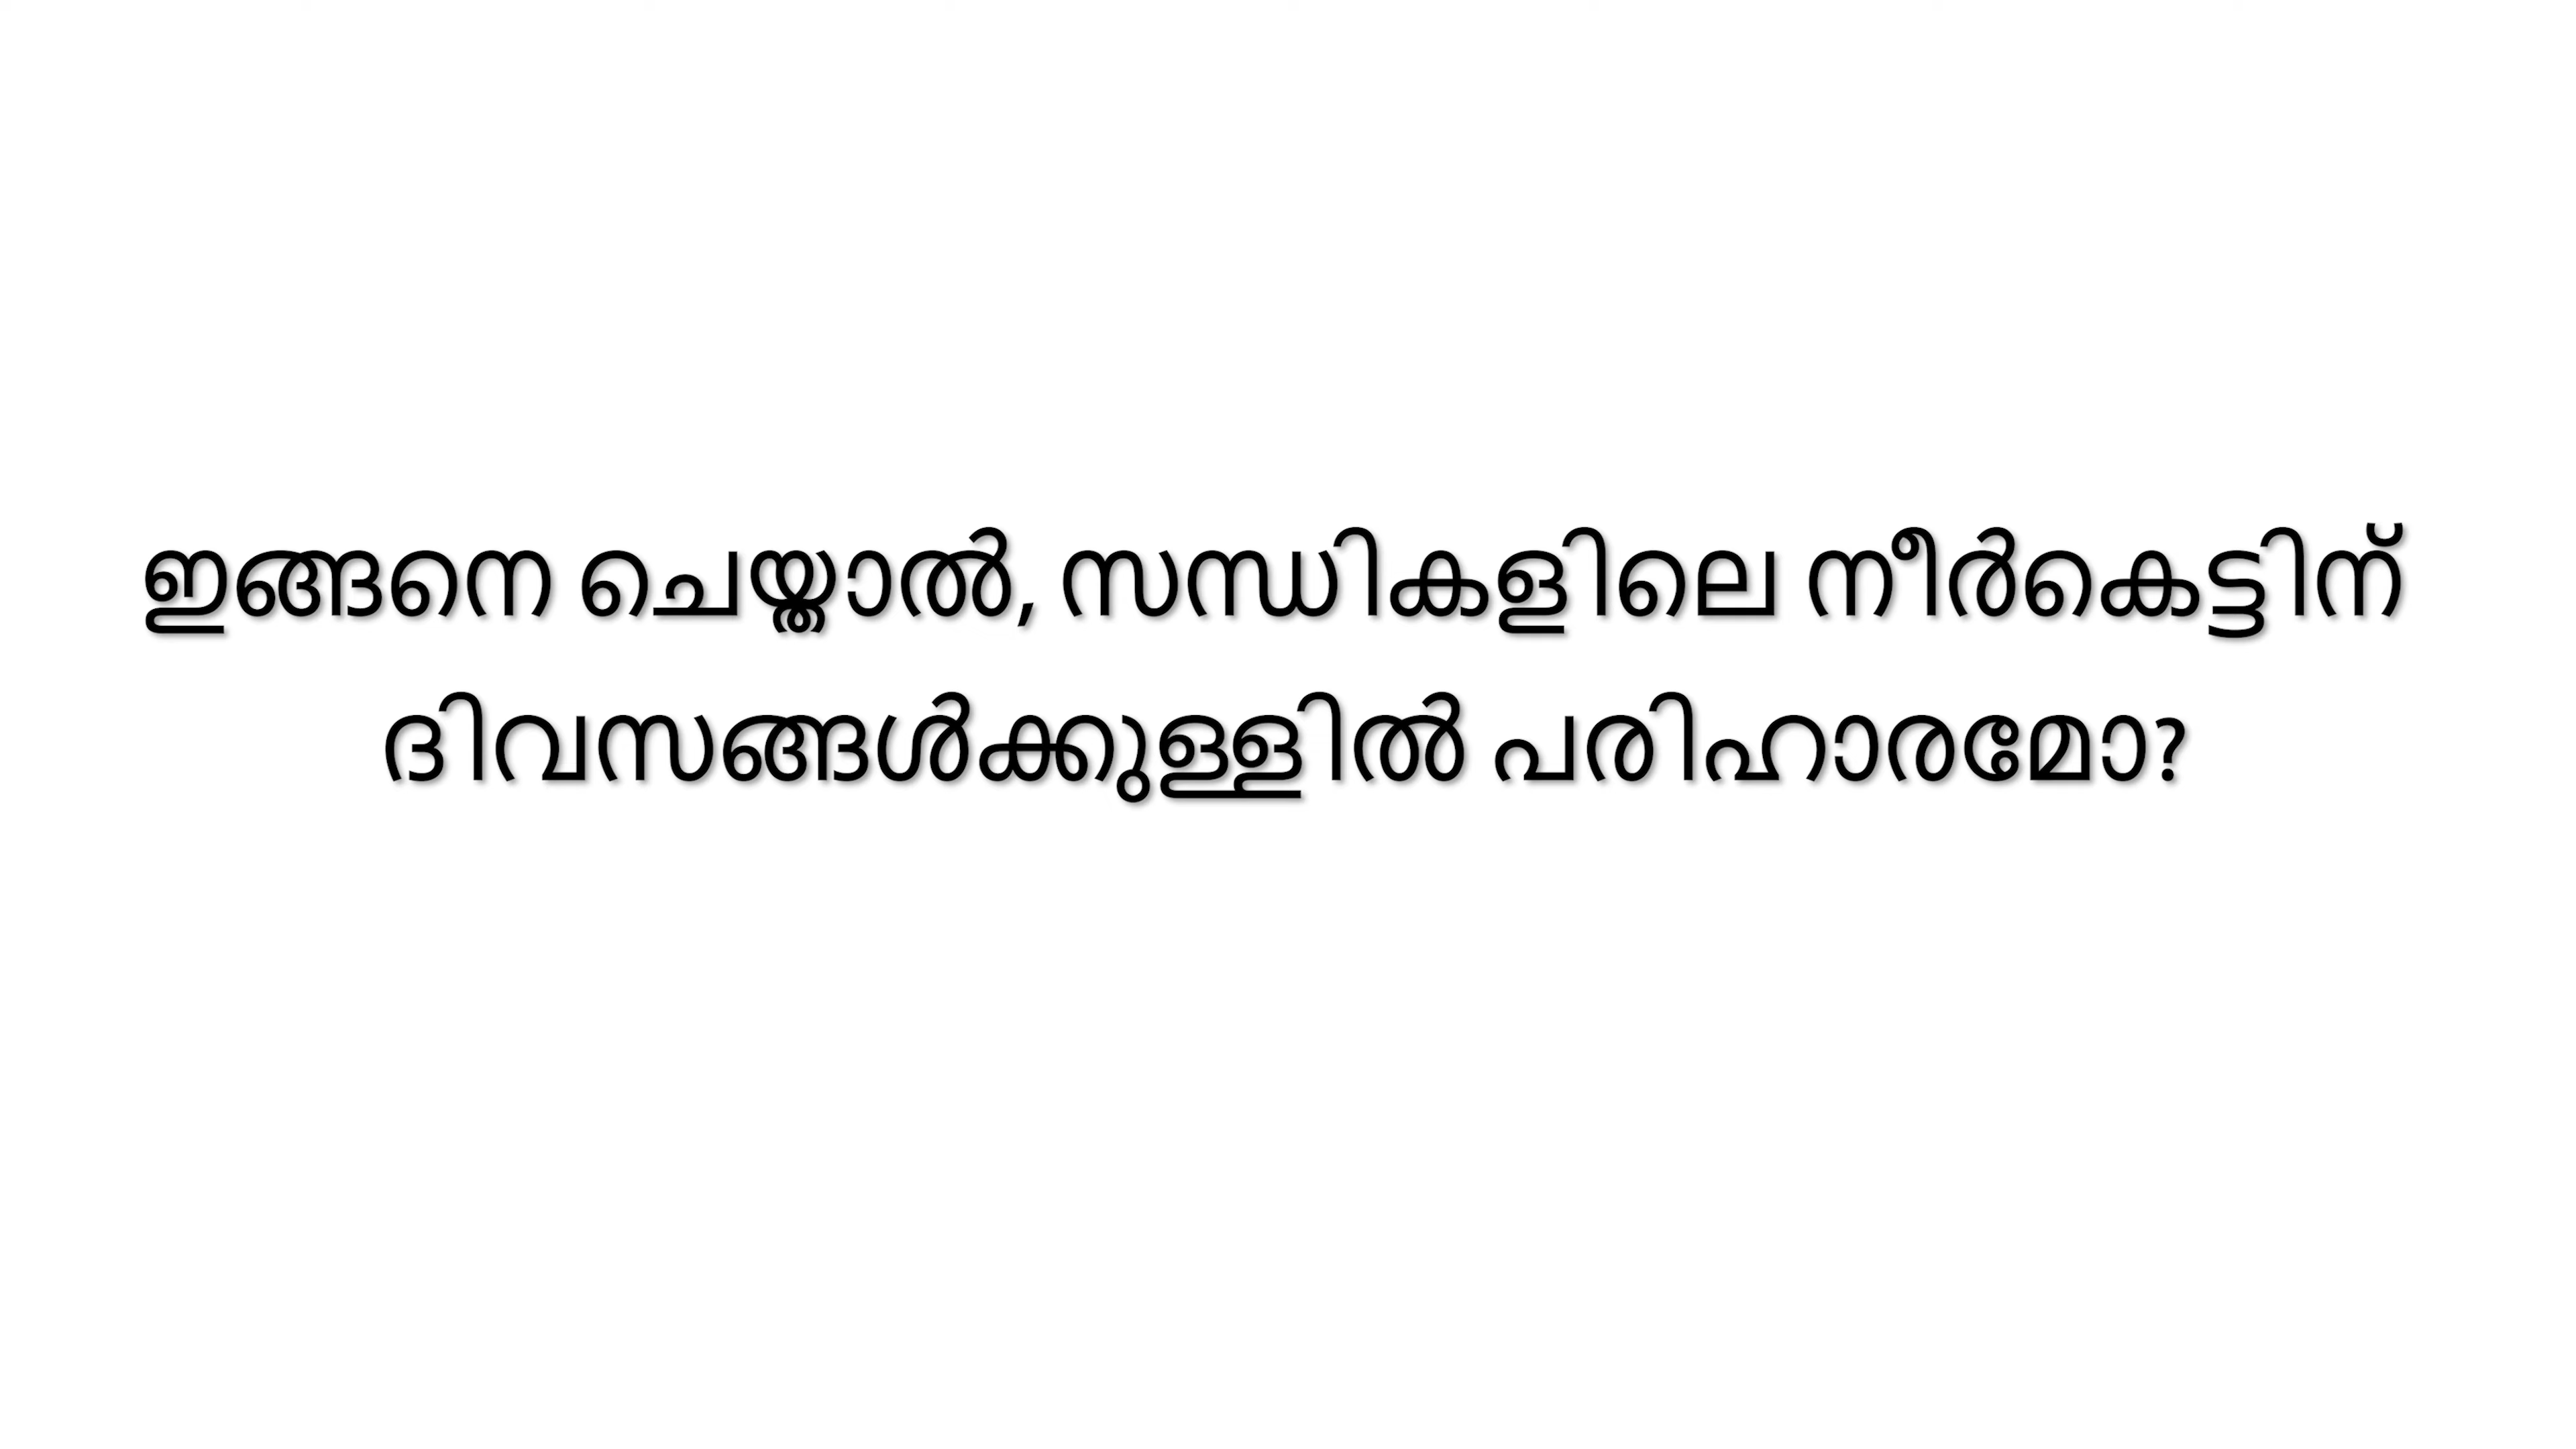 ഇങ്ങനെ ചെയ്താൽ, സന്ധികളിലെ നീർകെട്ടിന്
ദിവസങ്ങൾക്കുള്ളിൽ പരിഹാരമോ?